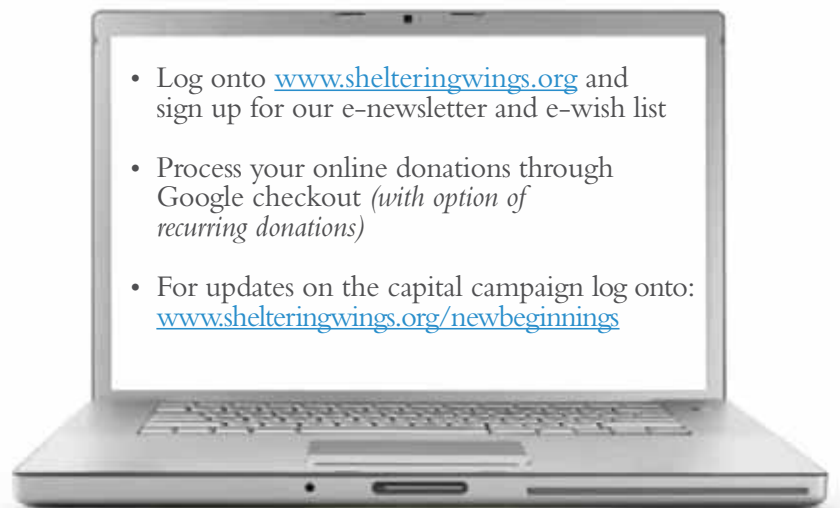 • Log onto www.shelteringwings.org and
sign up for our e-newsletter and e-wish list
• Process your online donations through
Google checkout (with option of
recurring donations)
• For updates on the capital campaign log onto:
www.shelteringwings.org/newbeginnings